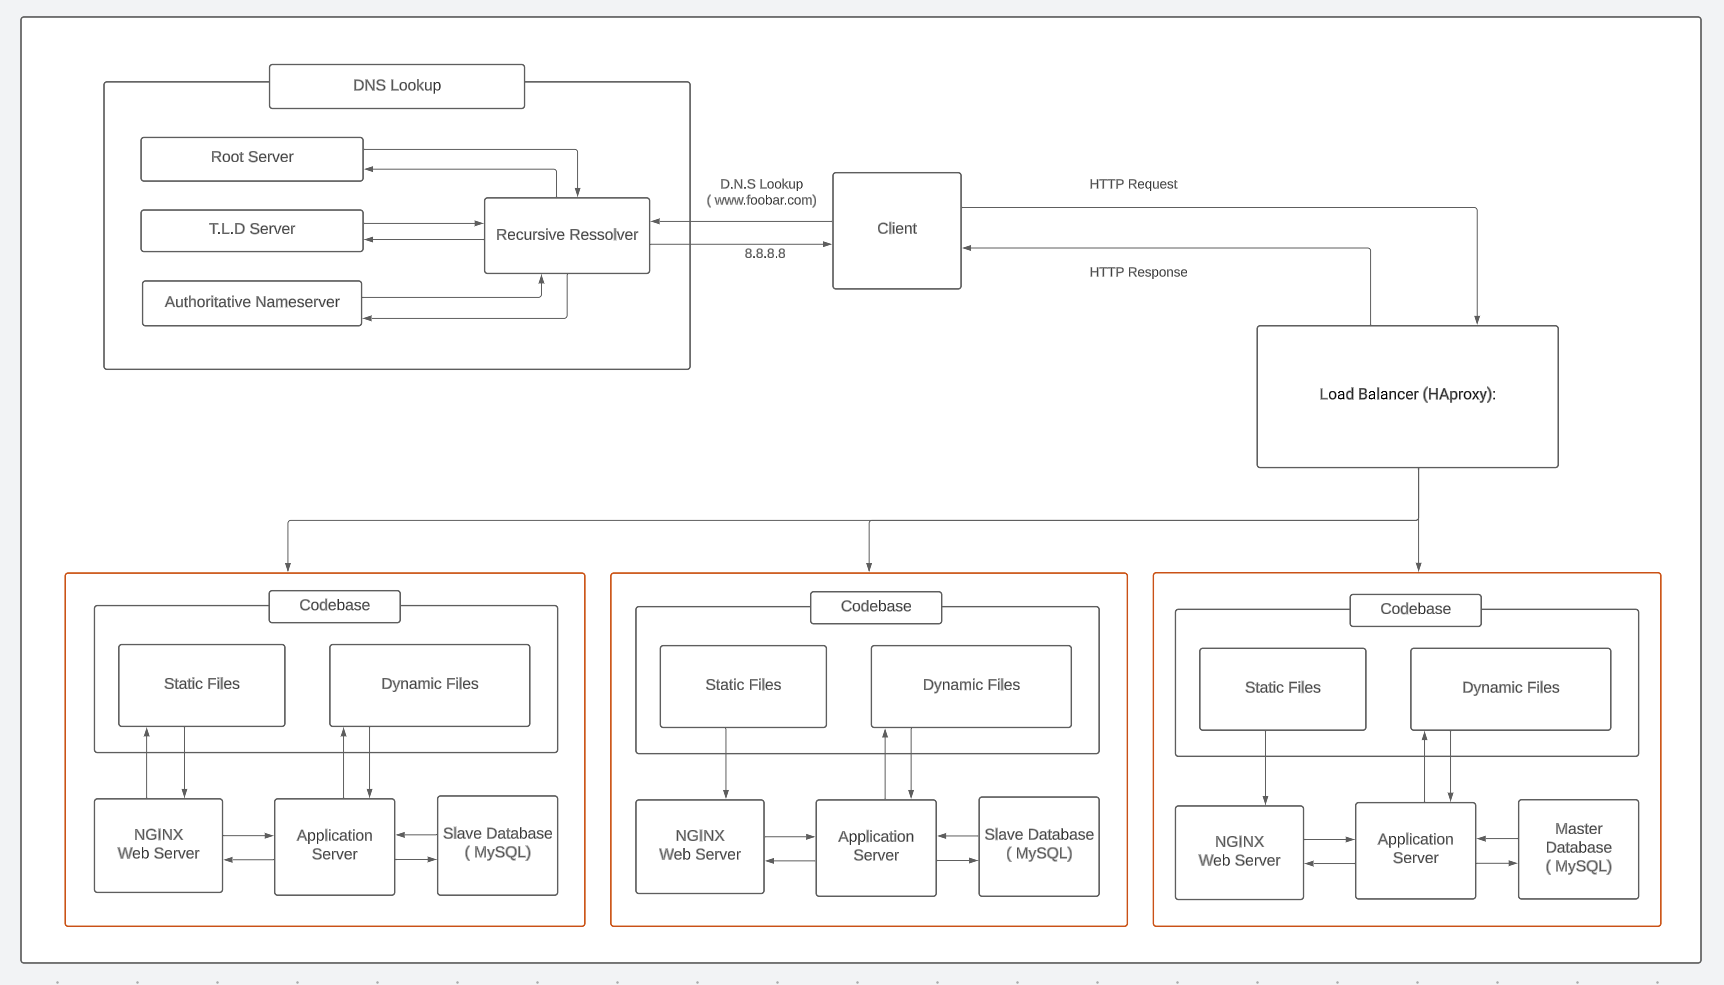 DNS Lookup
Root Server
T.L.D Server
Authoritative Nameserver
Recursive Ressolver
D.N.S Lookup
( www.foobar.com)
8.8.8.8
Client
HTTP Request
HTTP Response
Load Balancer (HAproxy):
Codebase
Static Files
Dynamic Files
NGINX
Web Server
Application
Server
Slave Database
( MySQL)
Codebase
Static Files
Dynamic Files
NGINX
Web Server
Application
Server
Slave Database
( MySQL)
Codebase
Static Files
Dynamic Files
NGINX
Web Server
Application
Server
Master
Database
( MySQL)